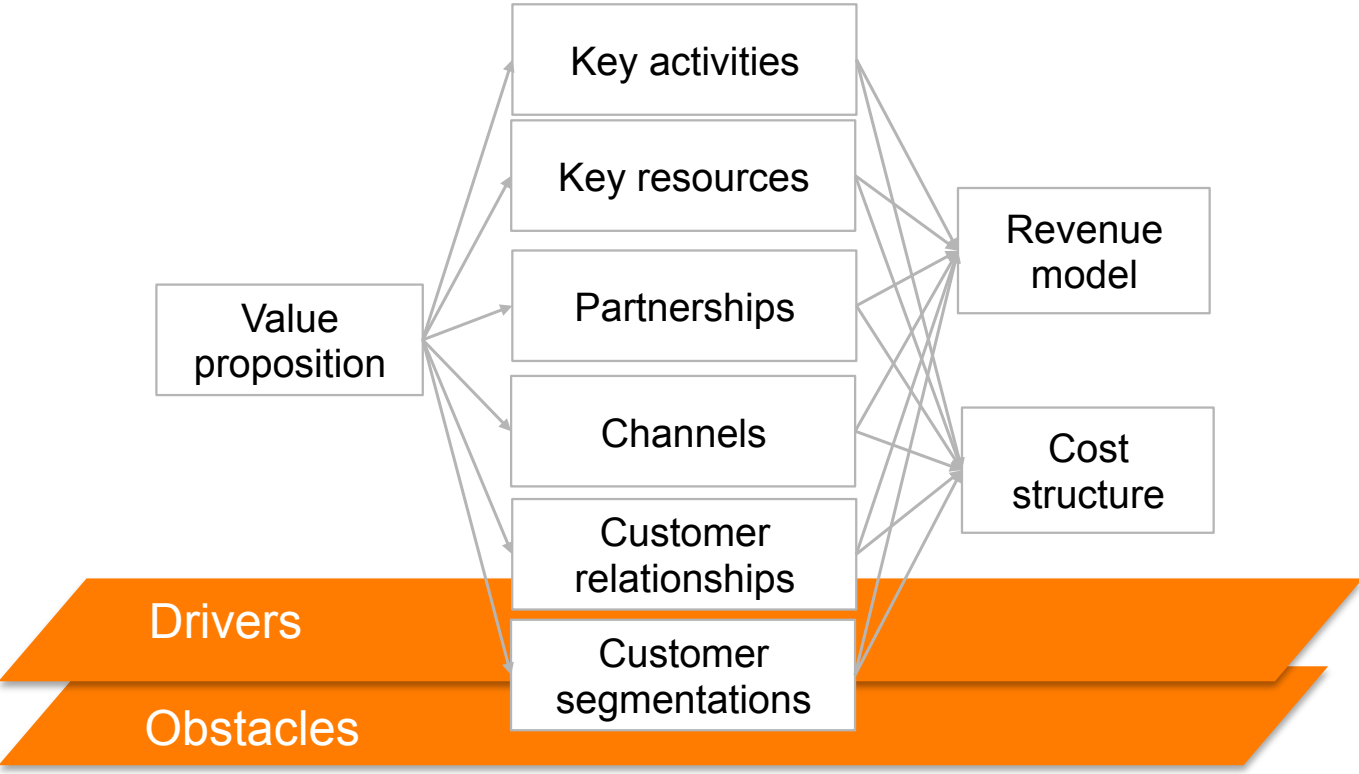 Key activities
Key resources
Partnerships
Channels
Customer
relationships
Customer
segmentations
Value
proposition
Revenue
model
Cost
structure
Drivers
Obstacles